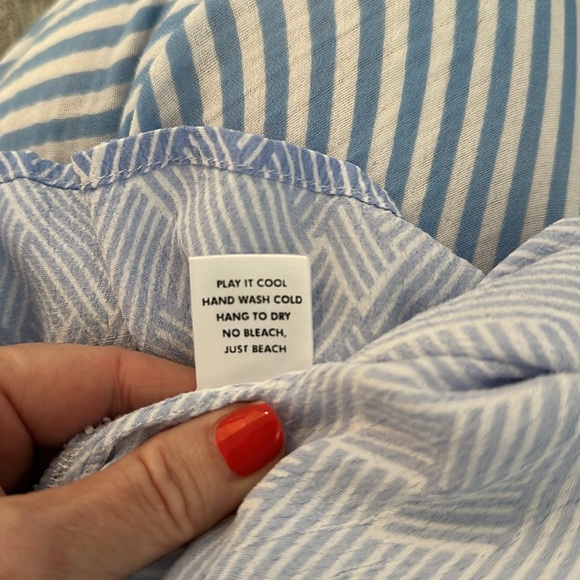 PLAY IT COOL
HAND WASH COLD
HANG TO DRY
NO BLEACH,
JUST BEACH